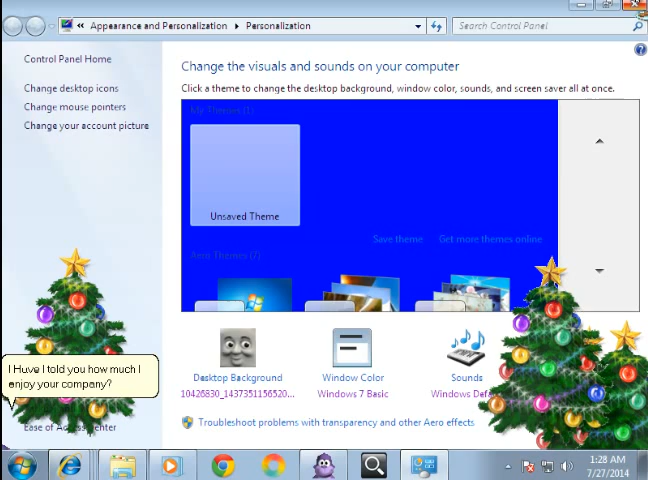 « Appearance and Personalization ▸ Personalization
Search Control Panel
Control Panel Home
Change desktop icons
Change mouse pointers
Change your account picture
Change the visuals and sounds on your computer
Click a theme to change the desktop background, window color, sounds, and screen saver all at once.
My Themes (1)
Unsaved Theme
Save theme
Get more themes online
Aero Themes (7)
Desktop Background
10426830_1437351156520...
Window Color
Windows 7 Basic
Sounds
Windows Defa
I Have I told you how much I
enjoy your company?
Troubleshoot problems with transparency and other Aero effects
Ease of Access Center
1:28 AM
7/27/2014